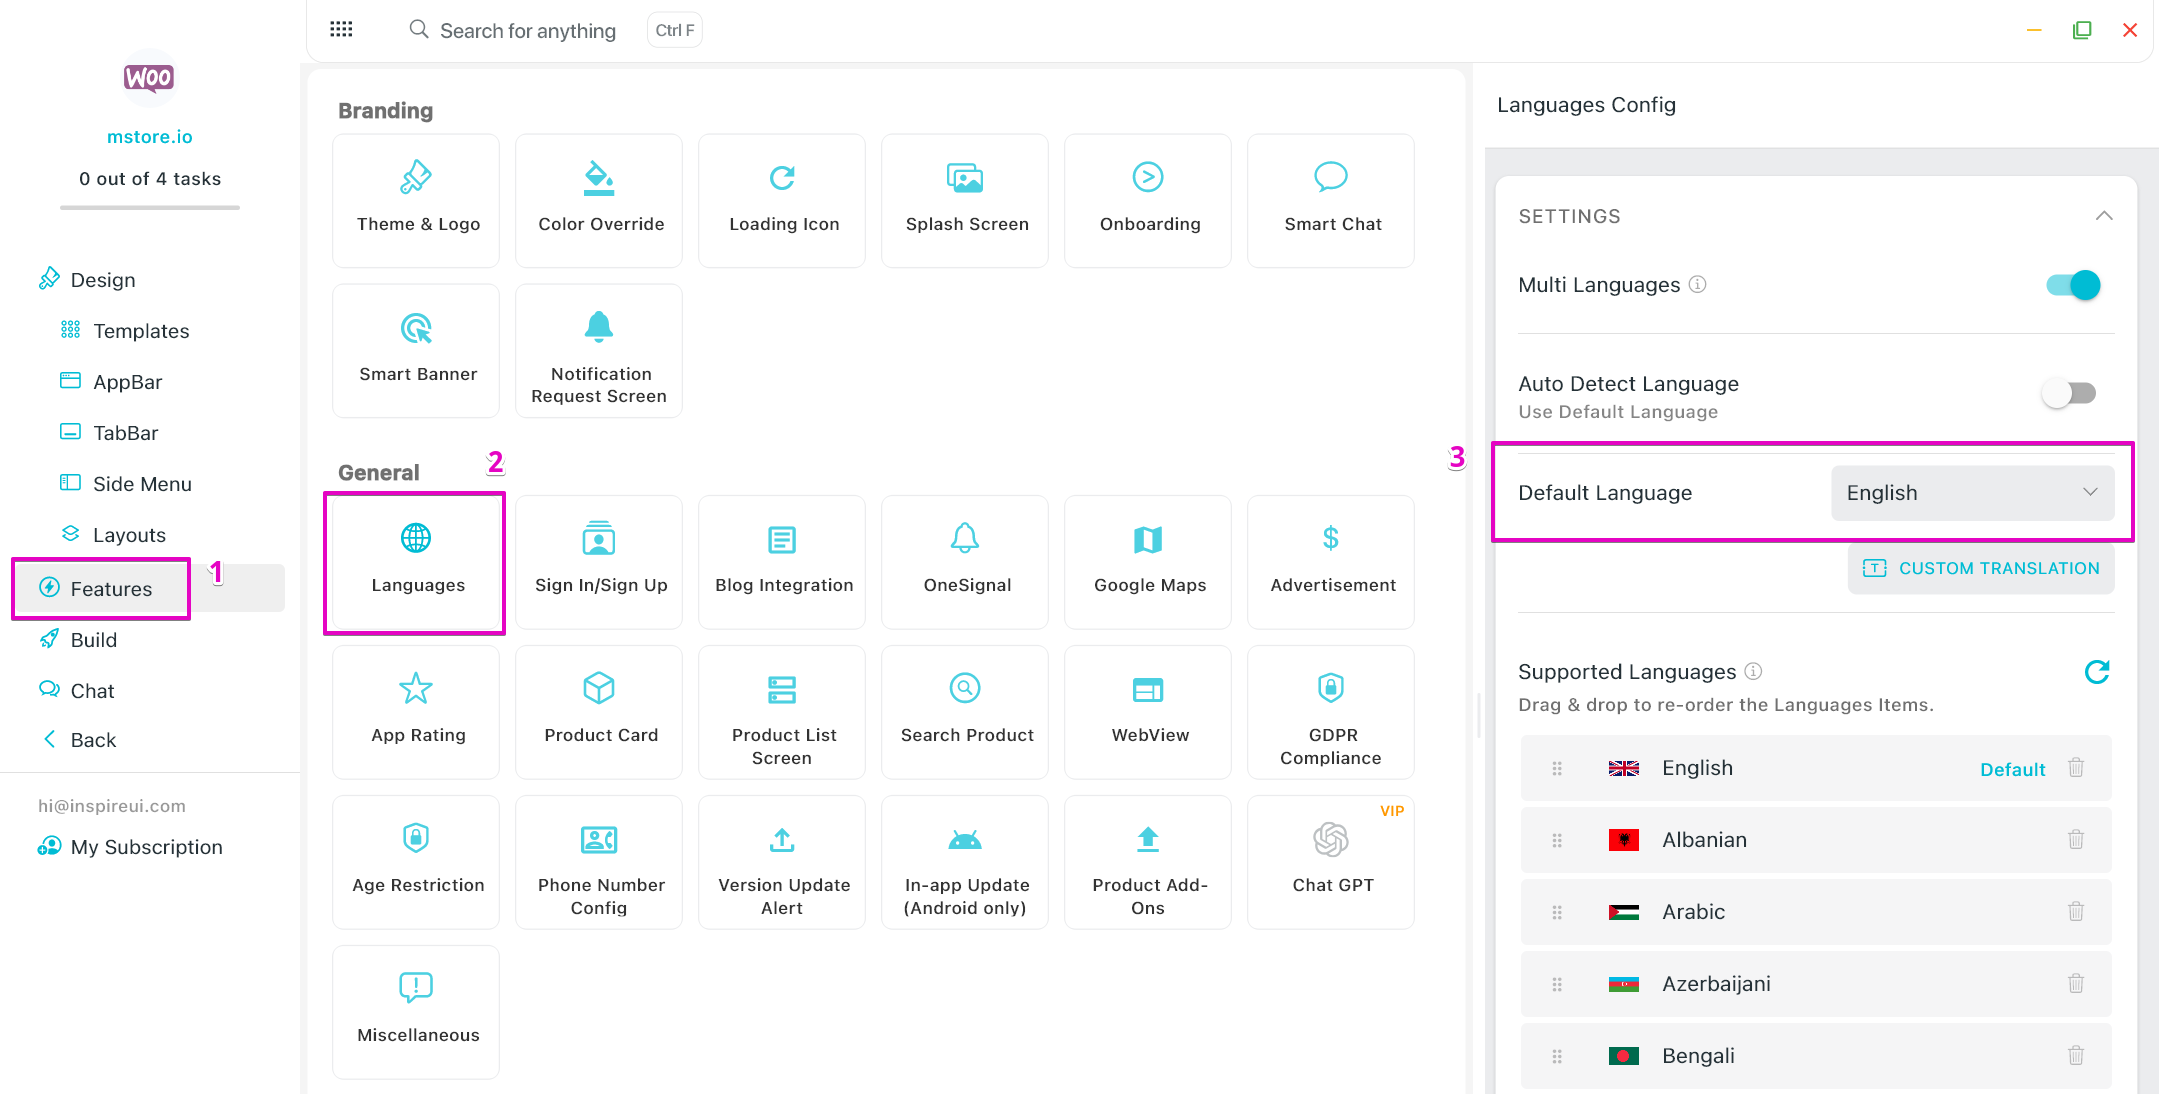 Search for anything
Ctrl F
WOO
mstore.io
0 out of 4 tasks
Design
Templates
AppBar
TabBar
Side Menu
Layouts
Features
1
Build
Chat
Back
hi@inspireui.com
My Subscription
Branding
Theme & Logo
Color Override
Loading Icon
Splash Screen
Onboarding
Smart Chat
Smart Banner
Notification
Request Screen
General
2
Languages
Sign In/Sign Up
Blog Integration
OneSignal
Google Maps
$
Advertisement
App Rating
Product Card
Product List
Screen
Search Product
WebView
GDPR
Compliance
Age Restriction
Phone Number
Config
Version Update
Alert
In-app Update
(Android only)
Product Add-
Ons
VIP
Chat GPT
Miscellaneous
Languages Config
SETTINGS
Multi Languages
Auto Detect Language
Use Default Language
3
Default Language
English
CUSTOM TRANSLATION
Supported Languages
Drag & drop to re-order the Languages Items.
English
Default
Albanian
Arabic
Azerbaijani
Bengali